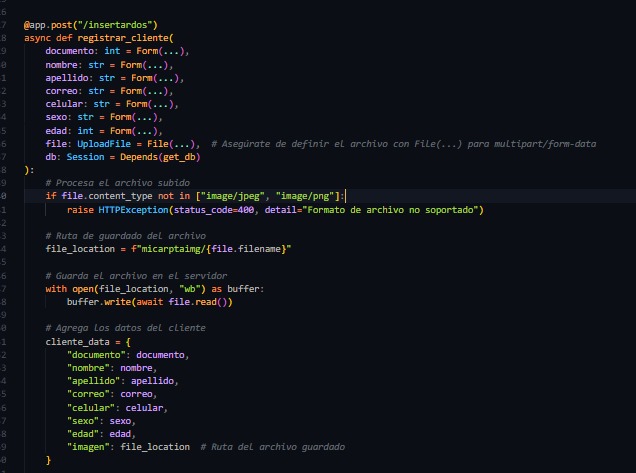 @app.post("/insertardos")
async def registrar_cliente(
    documento: int = Form(...),
    nombre: str = Form(...),
    apellido: str = Form(...),
    correo: str = Form(...),
    celular: str = Form(...),
    sexo: str = Form(...),
    edad: int = Form(...),
    file: UploadFile = File(...),  # Asegúrate de definir el archivo con File(...) para multipart/form-data
    db: Session = Depends(get_db)
):
    # Procesa el archivo subido
    if file.content_type not in ["image/jpeg", "image/png"]:
        raise HTTPException(status_code=400, detail="Formato de archivo no soportado")
    # Ruta de guardado del archivo
    file_location = f"micarptaimg/{file.filename}"
    # Guarda el archivo en el servidor
    with open(file_location, "wb") as buffer:
        buffer.write(await file.read())
    # Agrega los datos del cliente
    cliente_data = {
        "documento": documento,
        "nombre": nombre,
        "apellido": apellido,
        "correo": correo,
        "celular": celular,
        "sexo": sexo,
        "edad": edad,
        "imagen": file_location  # Ruta del archivo guardado
    }